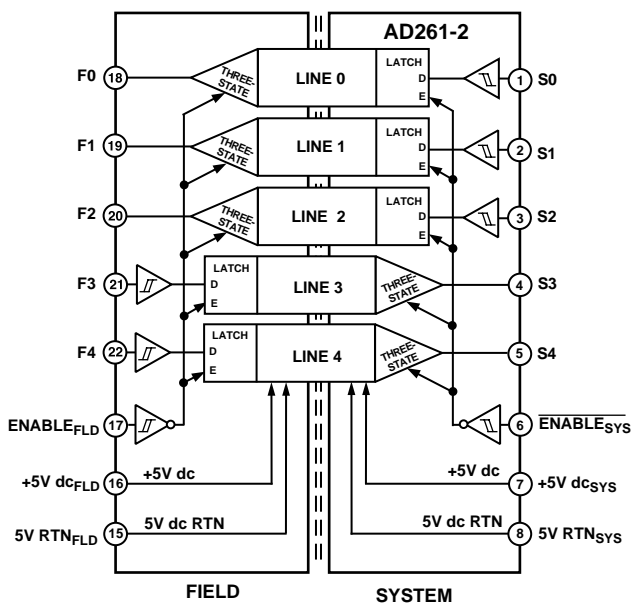 AD261-2
F0 18 THREE-STATE LINE 0 LATCH D E 1 S0
F1 19 THREE-STATE LINE 1 LATCH D E 2 S1
F2 20 THREE-STATE LINE 2 LATCH D E 3 S2
F3 21 LATCH D E LINE 3 THREE-STATE 4 S3
F4 22 LATCH D E LINE 4 THREE-STATE 5 S4
ENABLEFLD 17 6 ENABLESYS
+5V dcFLD 16 +5V dc +5V dc 7 +5V dcSYS
5V RTNFLD 15 5V dc RTN 5V dc RTN 8 5V RTNSYS
FIELD SYSTEM